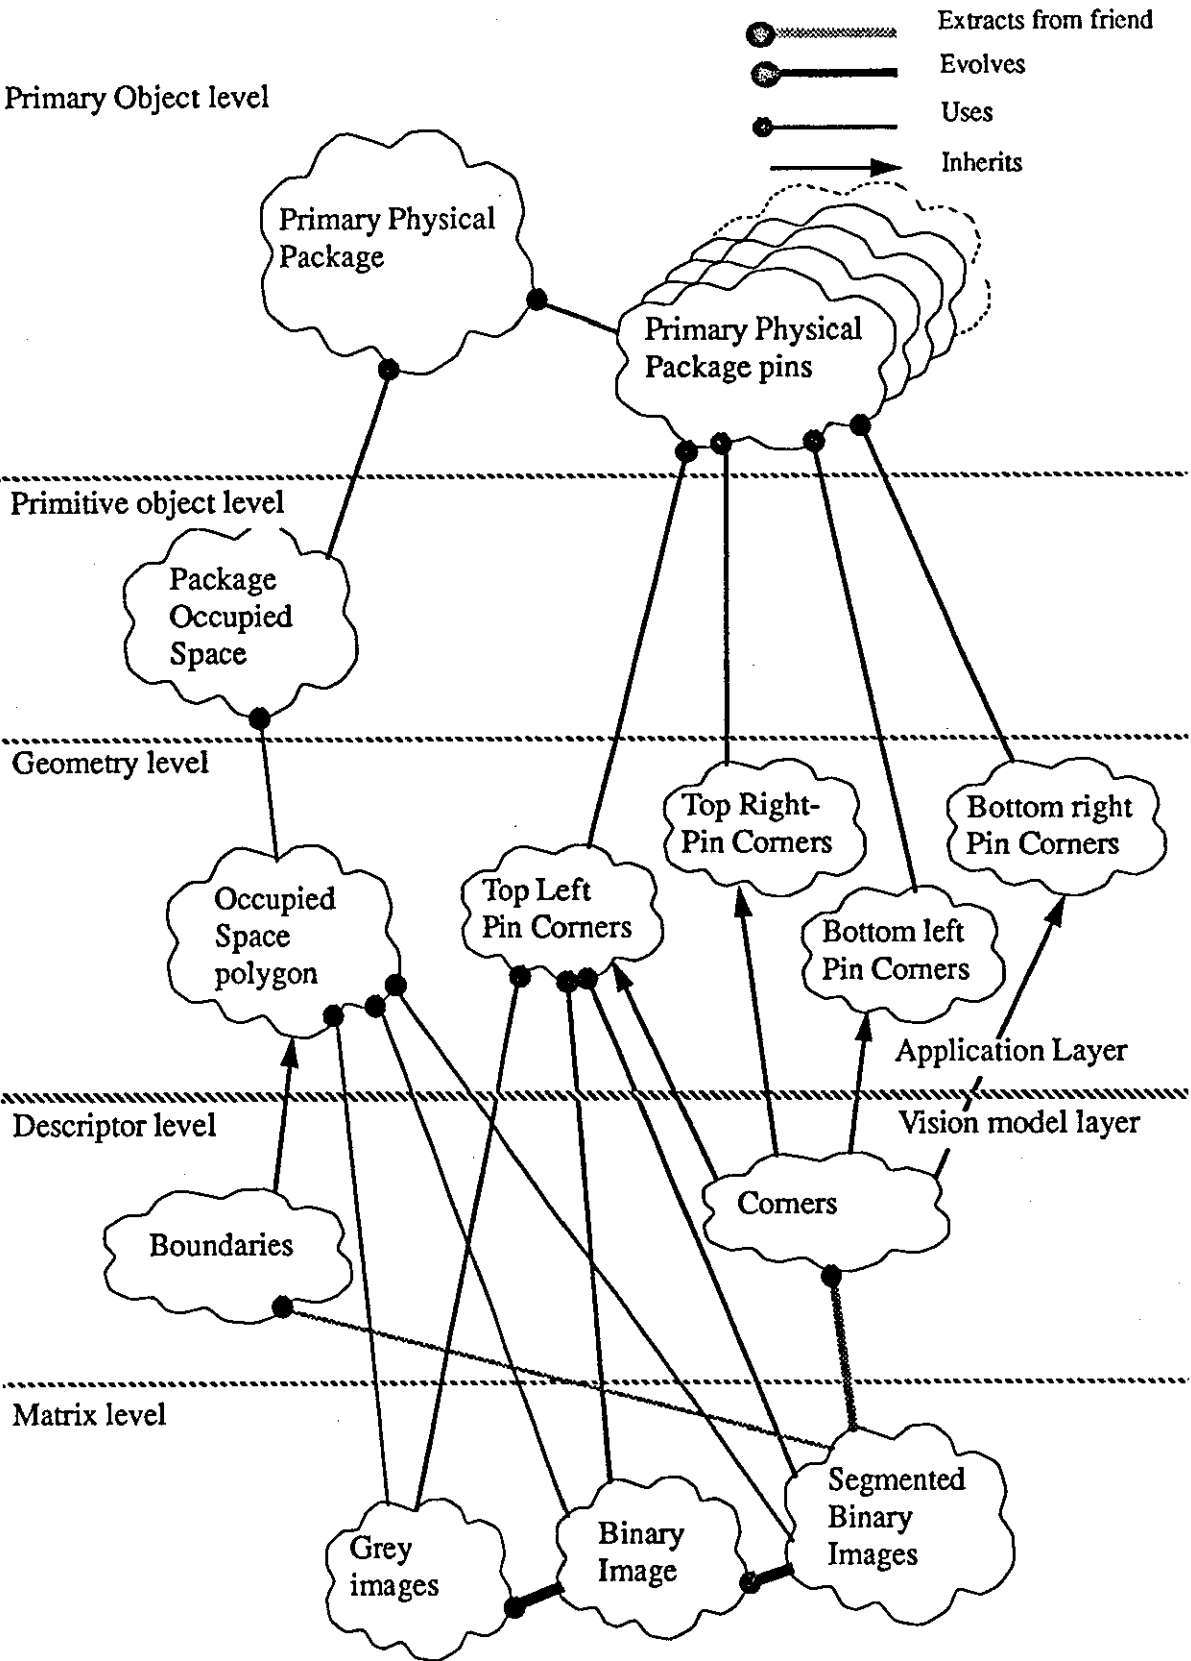 Extracts from friend
Evolves
Primary Object level
Uses
Inherits
Primary Physical
Package
Primary Physical
Package pins
Primitive object level
Package
Occupied
Space
Geometry level
Top Right-
Pin Corners
Bottom right
Pin Corners
Occupied
Space
polygon
Top Left
Pin Corners
Bottom left
Pin Corners
Application Layer
Descriptor level
Vision model layer
Corners
Boundaries
Matrix level
Segmented
Binary
Images
Grey
images
Binary
Image